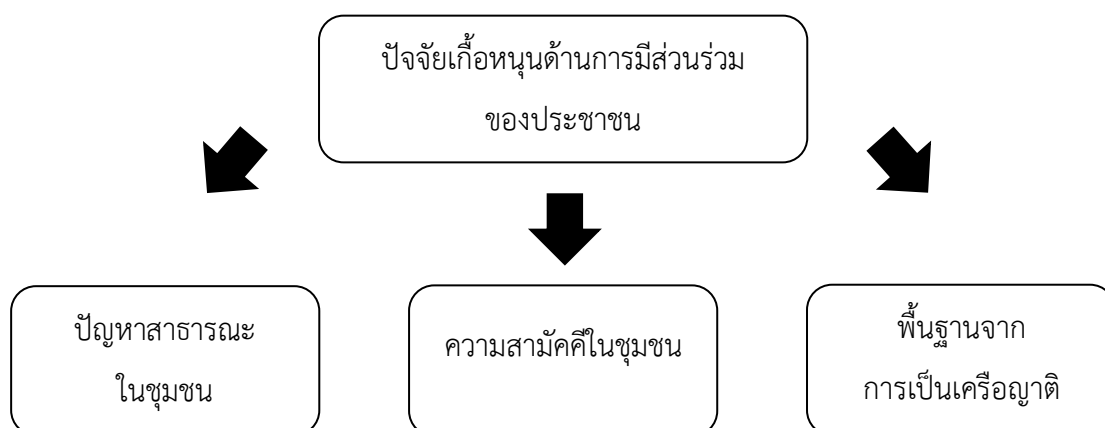 ปัจจัยเกื้อหนุนด้านการมีส่วนร่วม
ของประชาชน
ปัญหาสาธารณะ
ในชุมชน
ความสามัคคีในชุมชน
พื้นฐานจาก
การเป็นเครือญาติ